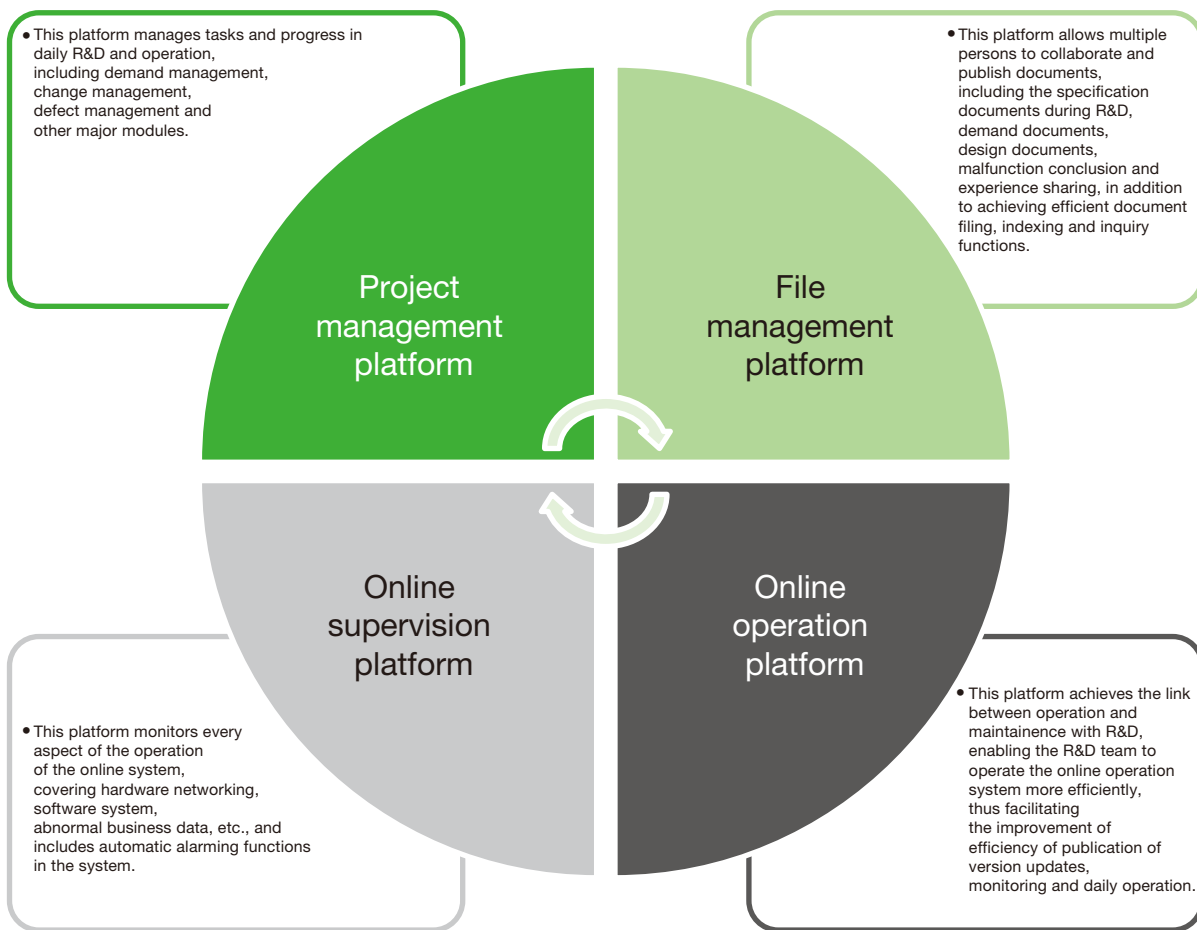 • This platform manages tasks and progress in
daily R&D and operation,
including demand management,
change management,
defect management and
other major modules.
• This platform allows multiple
persons to collaborate and
publish documents,
including the specification
documents during R&D,
demand documents,
design documents,
malfunction conclusion and
experience sharing, in addition
to achieving efficient document
filing, indexing and inquiry
functions.
Project
management
platform
File
management
platform
Online
supervision
platform
Online
operation
platform
• This platform monitors every
aspect of the operation
of the online system,
covering hardware networking,
software system,
abnormal business data, etc., and
includes automatic alarming functions
in the system.
• This platform achieves the link
between operation and
maintainence with R&D,
enabling the R&D team to
operate the online operation
system more efficiently,
thus facilitating
the improvement of
efficiency of publication of
version updates,
monitoring and daily operation.